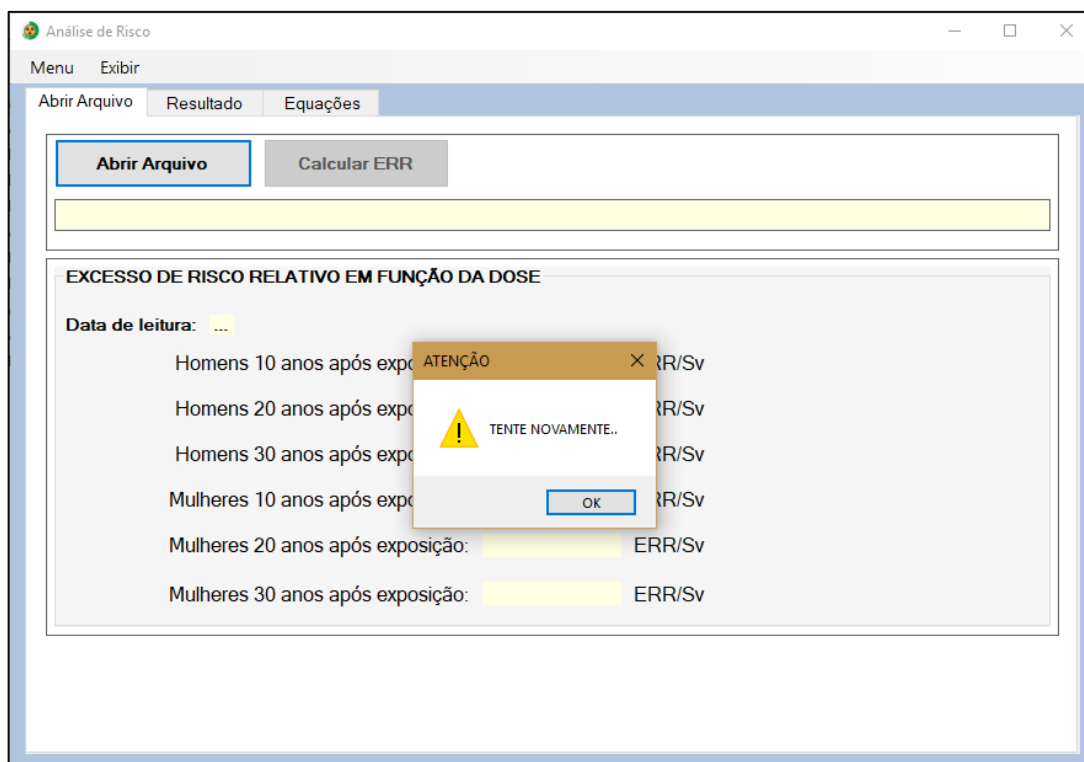 Análise de Risco
Menu Exibir
Abrir Arquivo Resultado Equações
Abrir Arquivo Calcular ERR
EXCESSO DE RISCO RELATIVO EM FUNÇÃO DA DOSE
Data de leitura: ...
ATENÇÃO
TENTE NOVAMENTE..
OK
Homens 10 anos após expo RR/Sv
Homens 20 anos após expo RR/Sv
Homens 30 anos após expo RR/Sv
Mulheres 10 anos após expo RR/Sv
Mulheres 20 anos após exposição: ERR/Sv
Mulheres 30 anos após exposição: ERR/Sv